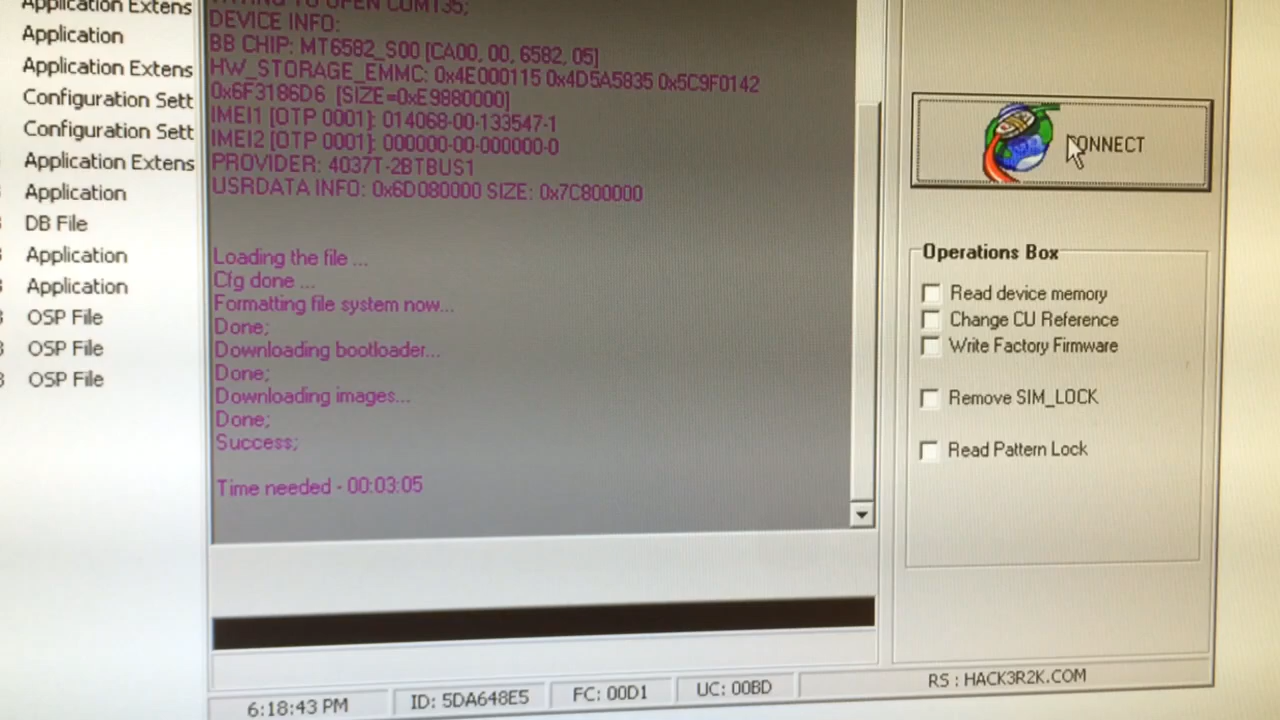 Application Extens
Application
Application Extens
Configuration Sett
Configuration Sett
Application Extens
Application
DB File
Application
Application
OSP File
OSP File
OSP File
TRYING TO OPEN COM135;
DEVICE INFO:
BB CHIP: MT6582_S00 [CA00, 00, 6582, 05]
HW_STORAGE_EMMC: 0x4E000115 0x4D5A5835 0x5C9F0142
0x6F3186D6 [SIZE=0xE9880000]
IMEI1 [OTP 0001]: 014068-00-133547-1
IMEI2 [OTP 0001]: 000000-00-000000-0
PROVIDER: 4037T-2BTBUS1
USRDATA INFO: 0x6D080000 SIZE: 0x7C800000
Loading the file ...
Cfg done ...
Formatting file system now...
Done;
Downloading bootloader...
Done;
Downloading images...
Done;
Success;
Time needed - 00:03:05
CONNECT
Operations Box
Read device memory
Change CU Reference
Write Factory Firmware
Remove SIM_LOCK
Read Pattern Lock
6:18:43 PM
ID: 5DA648E5
FC: 00D1
UC: 00BD
RS : HACK3R2K.COM